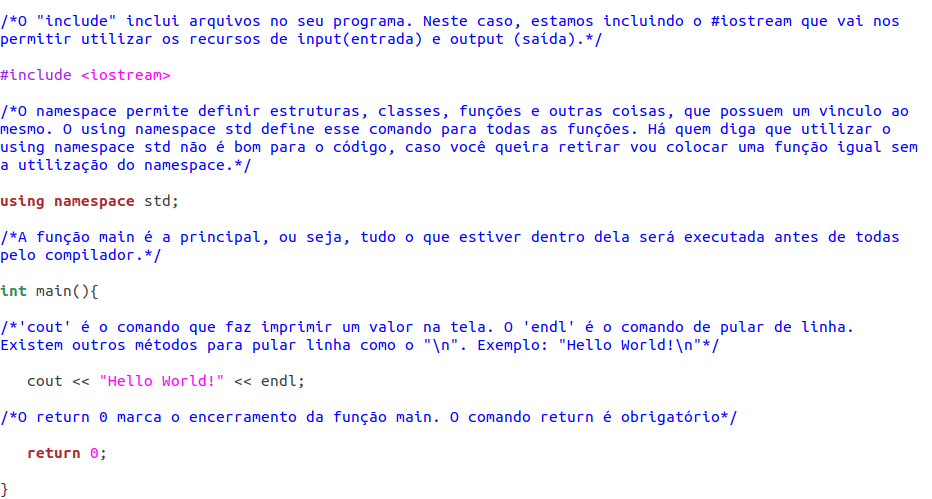 /*O "include" inclui arquivos no seu programa. Neste caso, estamos incluindo o #iostream que vai nos
permitir utilizar os recursos de input(entrada) e output (saída).*/
#include <iostream>
/*O namespace permite definir estruturas, classes, funções e outras coisas, que possuem um vinculo ao
mesmo. O using namespace std define esse comando para todas as funções. Há quem diga que utilizar o
using namespace std não é bom para o código, caso você queira retirar vou colocar uma função igual sem
a utilização do namespace.*/
using namespace std;
/*A função main é a principal, ou seja, tudo o que estiver dentro dela será executada antes de todas
pelo compilador.*/
int main(){
/*'cout' é o comando que faz imprimir um valor na tela. O 'endl' é o comando de pular de linha.
Existem outros métodos para pular linha como o "\n". Exemplo: "Hello World!\n"*/
cout << "Hello World!" << endl;
/*O return 0 marca o encerramento da função main. O comando return é obrigatório*/
return 0;
}